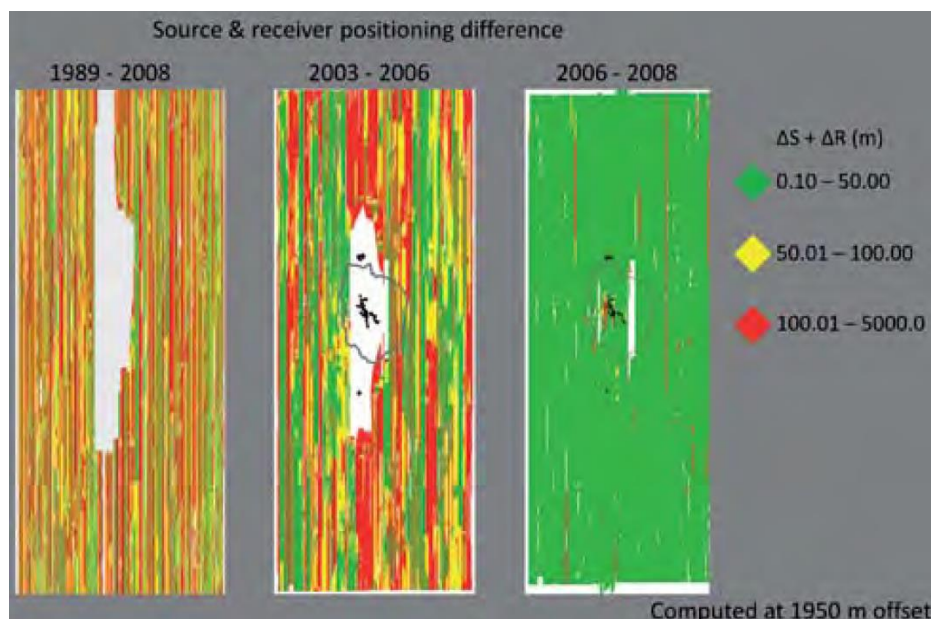 Source & receiver positioning difference
1989 - 2008
2003 - 2006
2006 - 2008
ΔS + ΔR (m)
0.10 – 50.00
50.01 – 100.00
100.01 – 5000.0
Computed at 1950 m offset